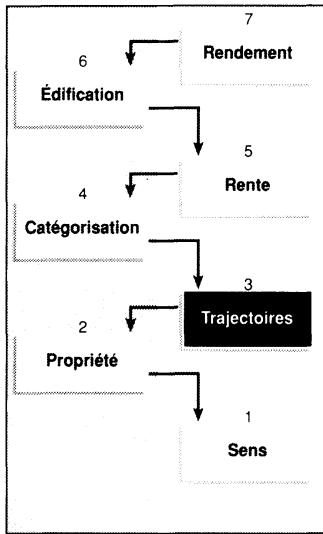 7
Rendement
6
Édification
5
Rente
4
Catégorisation
3
Trajectoires
2
Propriété
1
Sens